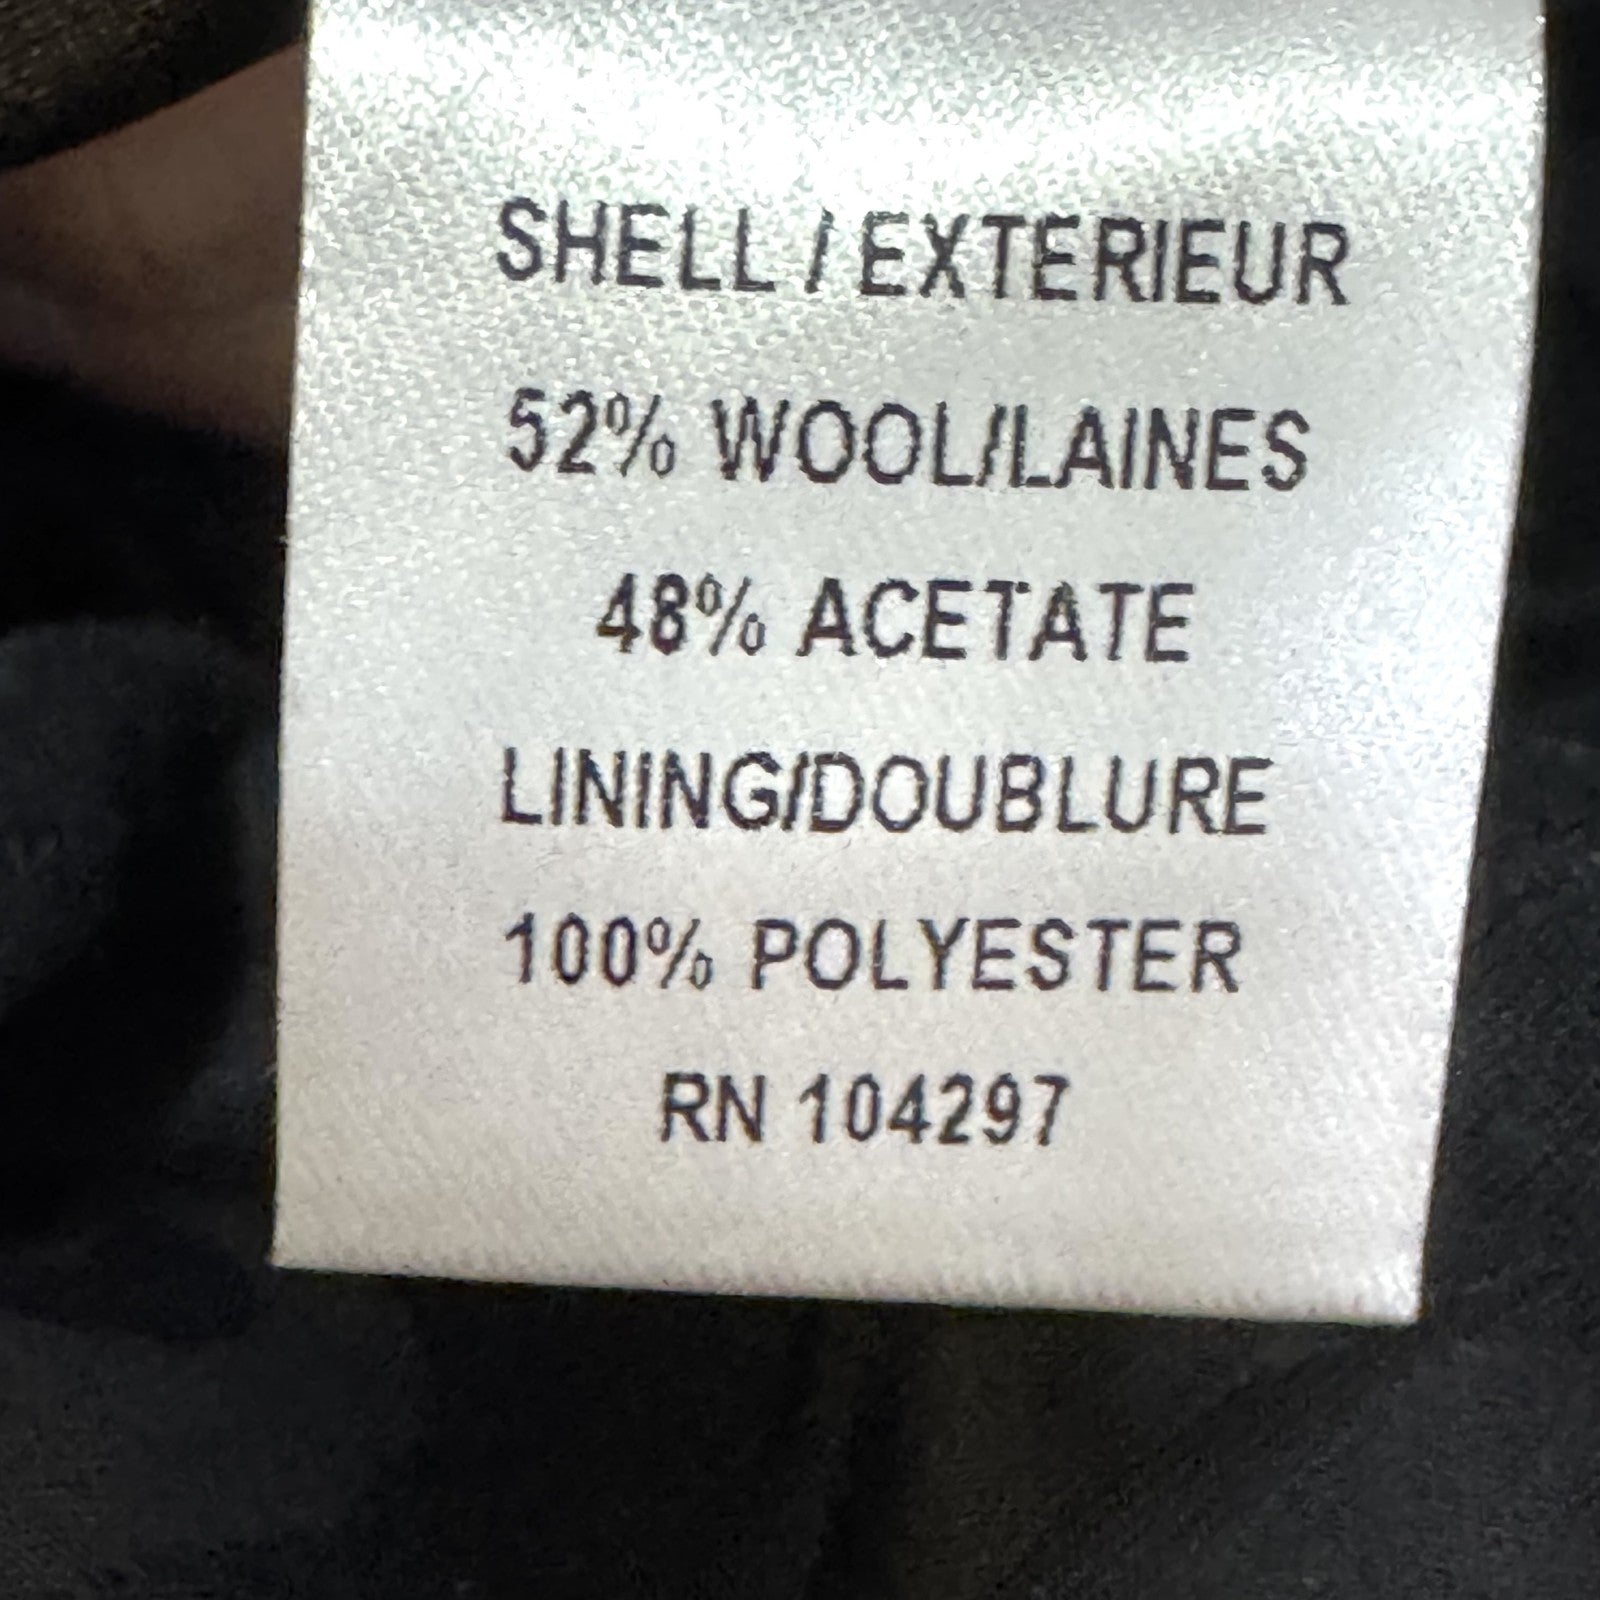 SHELL / EXTERIEUR
52% WOOL/LAINES
48% ACETATE
LINING/DOUBLURE
100% POLYESTER
RN 104297